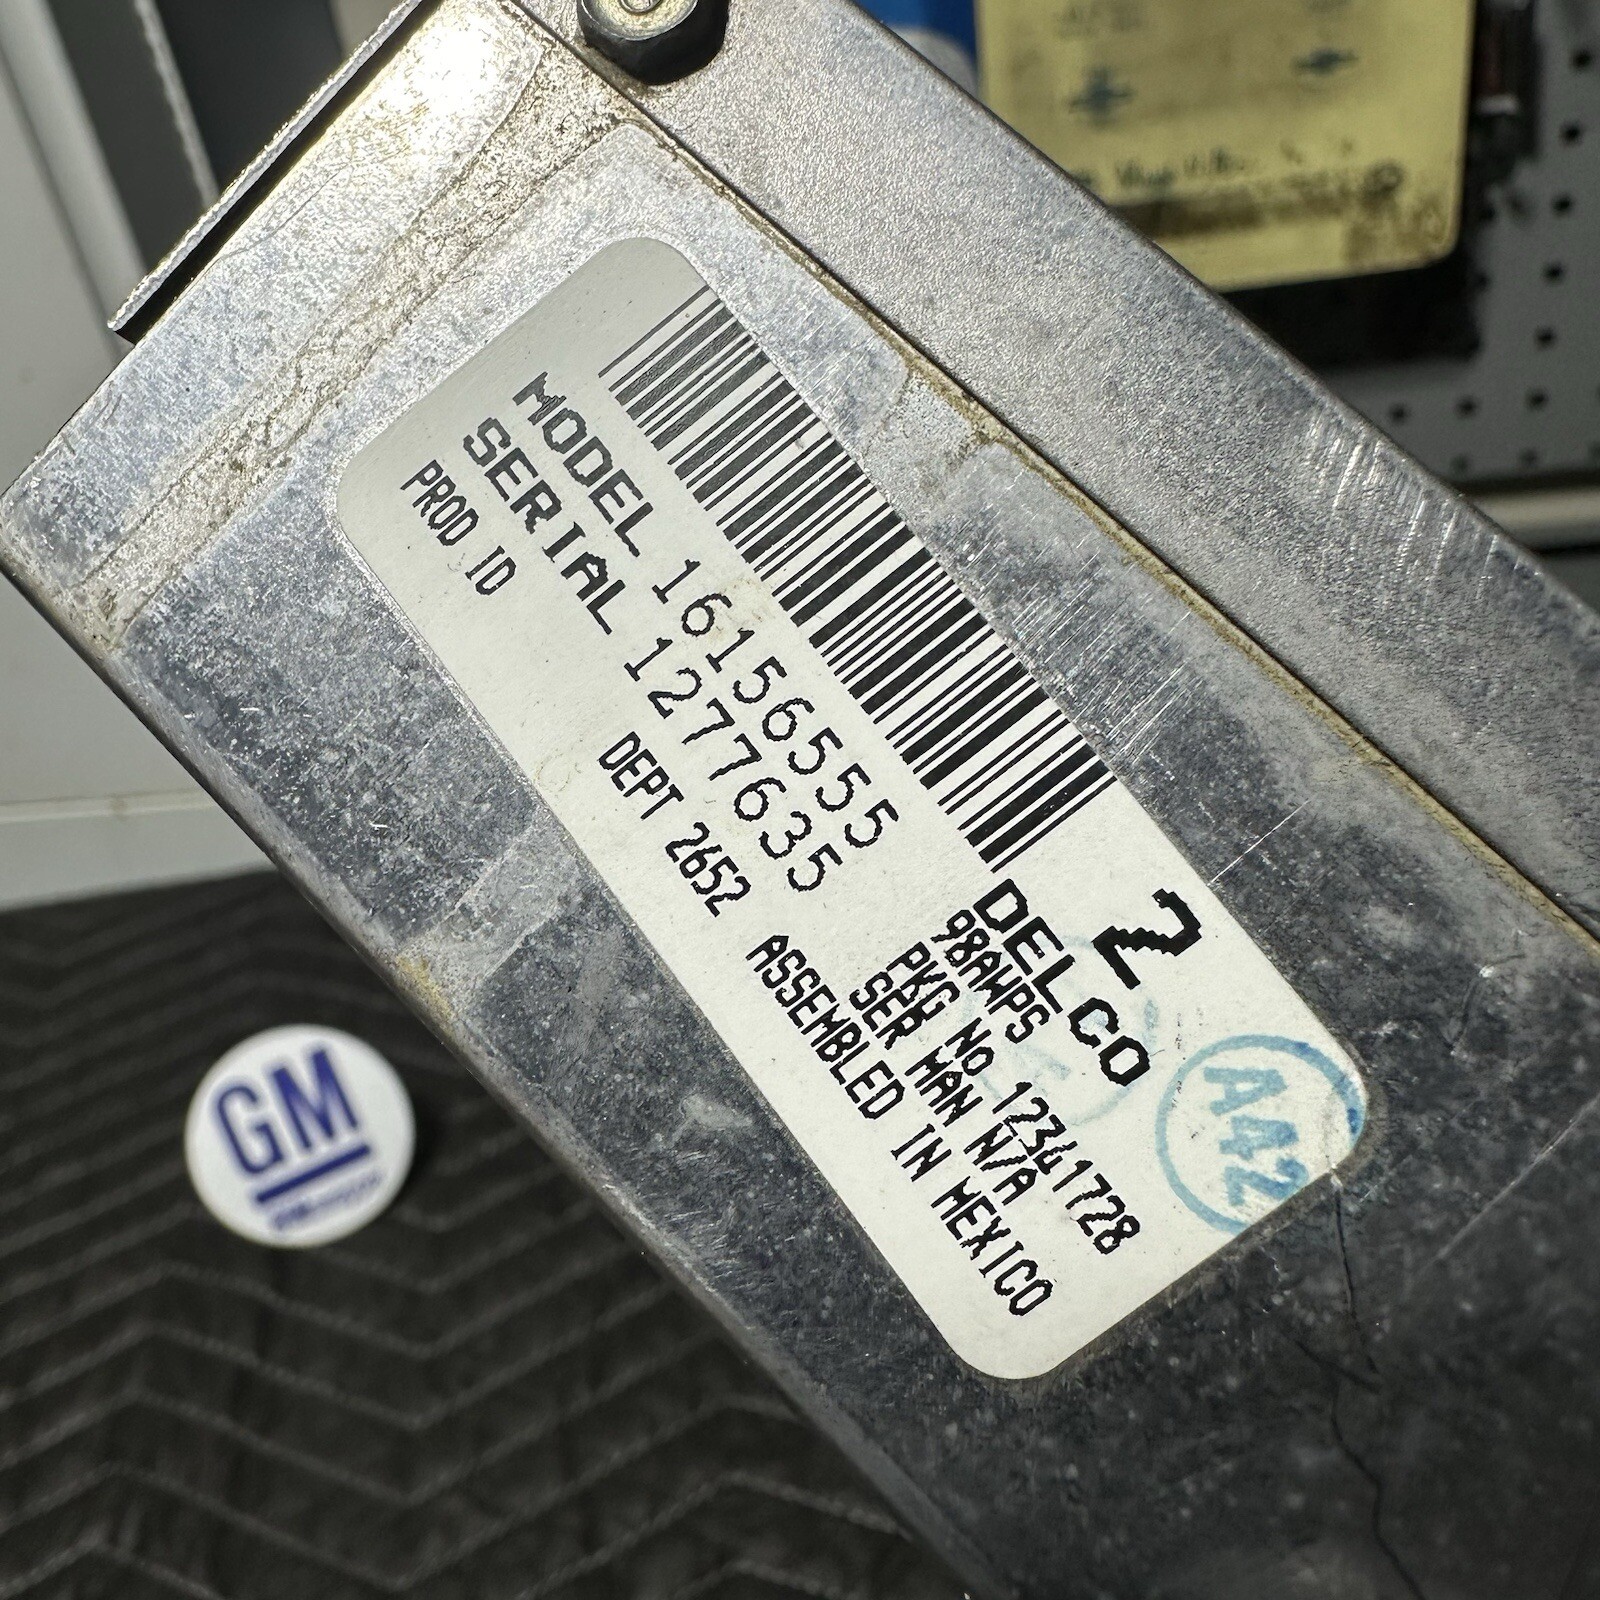 MODEL 16156555
SERIAL 1277635
PROD ID
DEPT 2652
2
DELCO
98AMPS
PKG NO. 12341728
SER MAN N/A
ASSEMBLED IN MEXICO
A42
GM